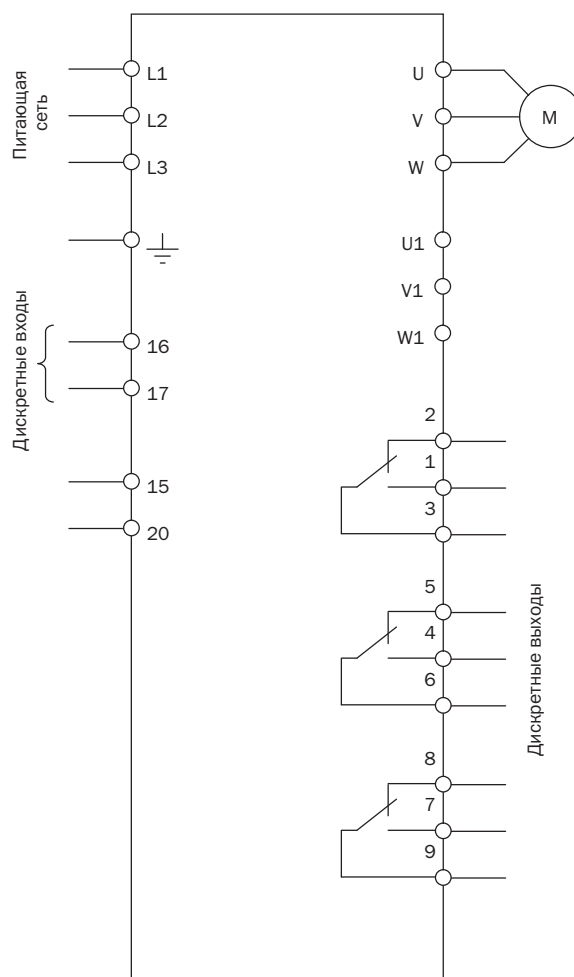 Питающая
сеть
L1
L2
L3
Дискретные входы
16
17
15
20
U
V
W
M
U1
V1
W1
2
1
3
5
4
6
8
7
9
Дискретные выходы